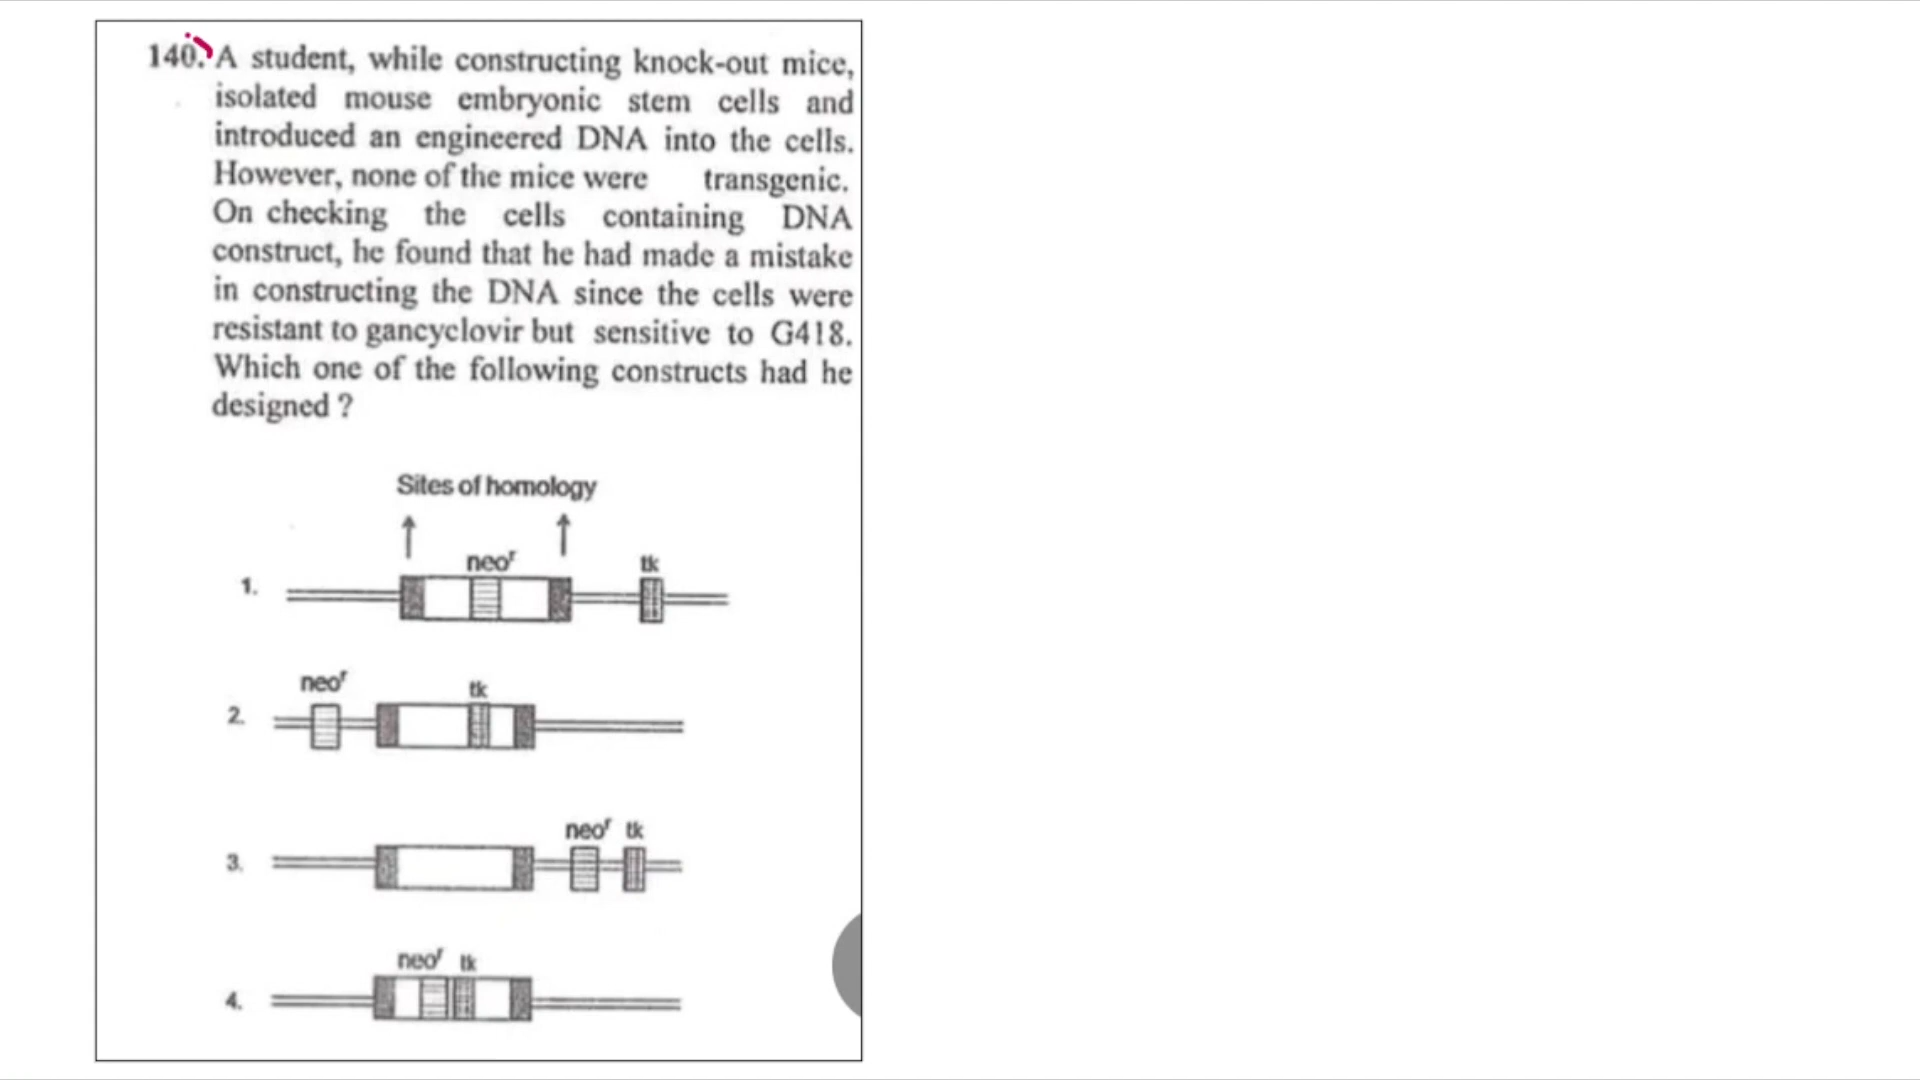 140. A student, while constructing knock-out mice,
isolated mouse embryonic stem cells and
introduced an engineered DNA into the cells.
However, none of the mice were transgenic.
On checking the cells containing DNA
construct, he found that he had made a mistake
in constructing the DNA since the cells were
resistant to gancyclovir but sensitive to G418.
Which one of the following constructs had he
designed ?
Sites of homology
neoʳ tk
1.
neoʳ tk
2.
neoʳ tk
3.
neoʳ tk
4.